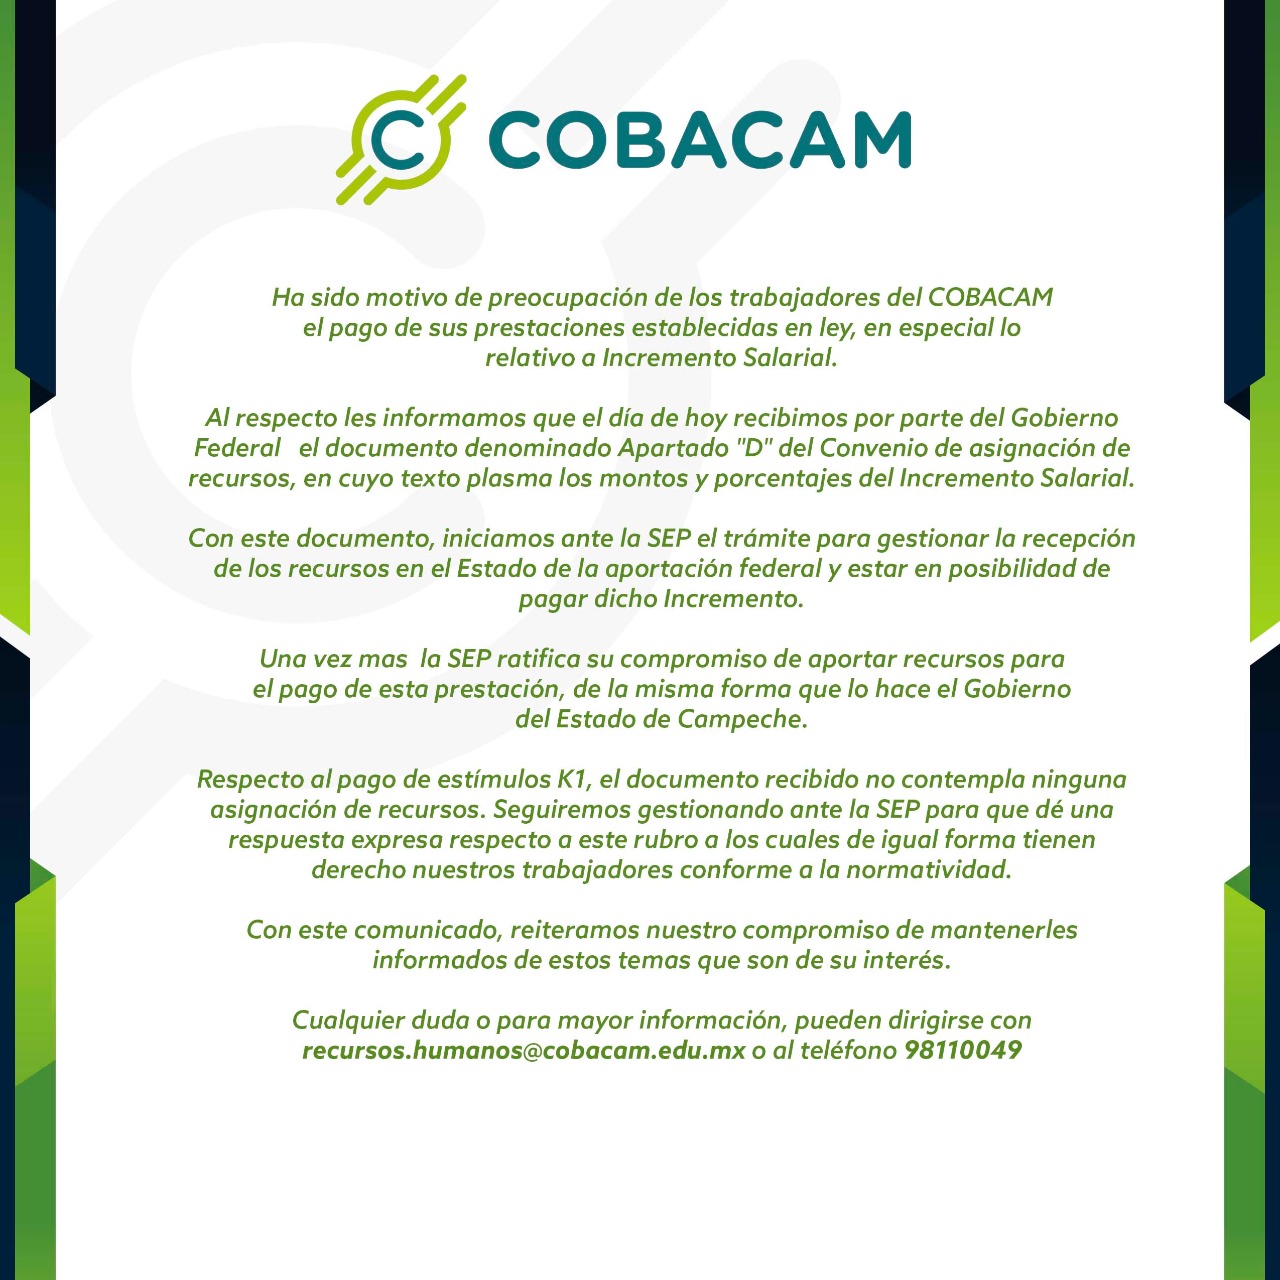 C COBACAM
Ha sido motivo de preocupación de los trabajadores del COBACAM
el pago de sus prestaciones establecidas en ley, en especial lo
relativo a Incremento Salarial.
Al respecto les informamos que el día de hoy recibimos por parte del Gobierno
Federal el documento denominado Apartado "D" del Convenio de asignación de
recursos, en cuyo texto plasma los montos y porcentajes del Incremento Salarial.
Con este documento, iniciamos ante la SEP el trámite para gestionar la recepción
de los recursos en el Estado de la aportación federal y estar en posibilidad de
pagar dicho Incremento.
Una vez mas la SEP ratifica su compromiso de aportar recursos para
el pago de esta prestación, de la misma forma que lo hace el Gobierno
del Estado de Campeche.
Respecto al pago de estímulos K1, el documento recibido no contempla ninguna
asignación de recursos. Seguiremos gestionando ante la SEP para que dé una
respuesta expresa respecto a este rubro a los cuales de igual forma tienen
derecho nuestros trabajadores conforme a la normatividad.
Con este comunicado, reiteramos nuestro compromiso de mantenerles
informados de estos temas que son de su interés.
Cualquier duda o para mayor información, pueden dirigirse con
recursos.humanos@cobacam.edu.mx o al teléfono 98110049